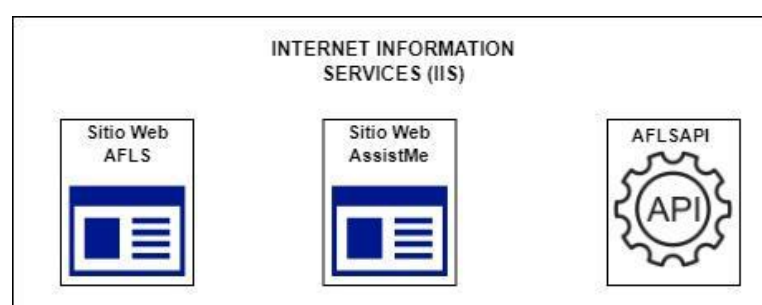 INTERNET INFORMATION
SERVICES (IIS)
Sitio Web
AFLS
Sitio Web
AssistMe
AFLSAPI
API